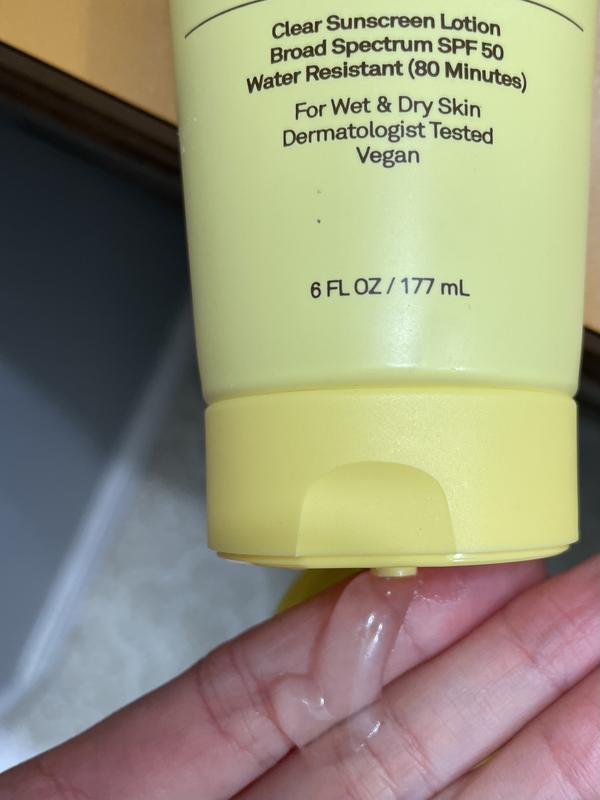 Clear Sunscreen Lotion
Broad Spectrum SPF 50
Water Resistant (80 Minutes)
For Wet & Dry Skin
Dermatologist Tested
Vegan
6 FL OZ / 177 mL